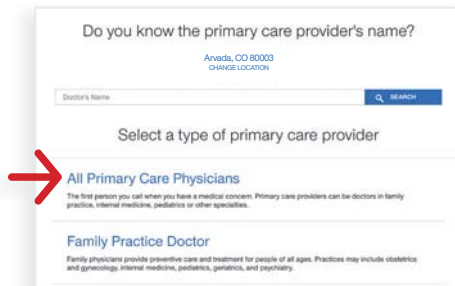 Do you know the primary care provider's name?
Arvada, CO 80003
CHANGE LOCATION
Doctor's Name
SEARCH
Select a type of primary care provider
All Primary Care Physicians
The first person you call when you have a medical concern. Primary care providers can be doctors in family
practice, internal medicine, pediatrics or other specialties.
Family Practice Doctor
Family physicians provide preventive care and treatment for people of all ages. Practices may include obstetrics
and gynecology, internal medicine, pediatrics, geriatrics, and psychiatry.